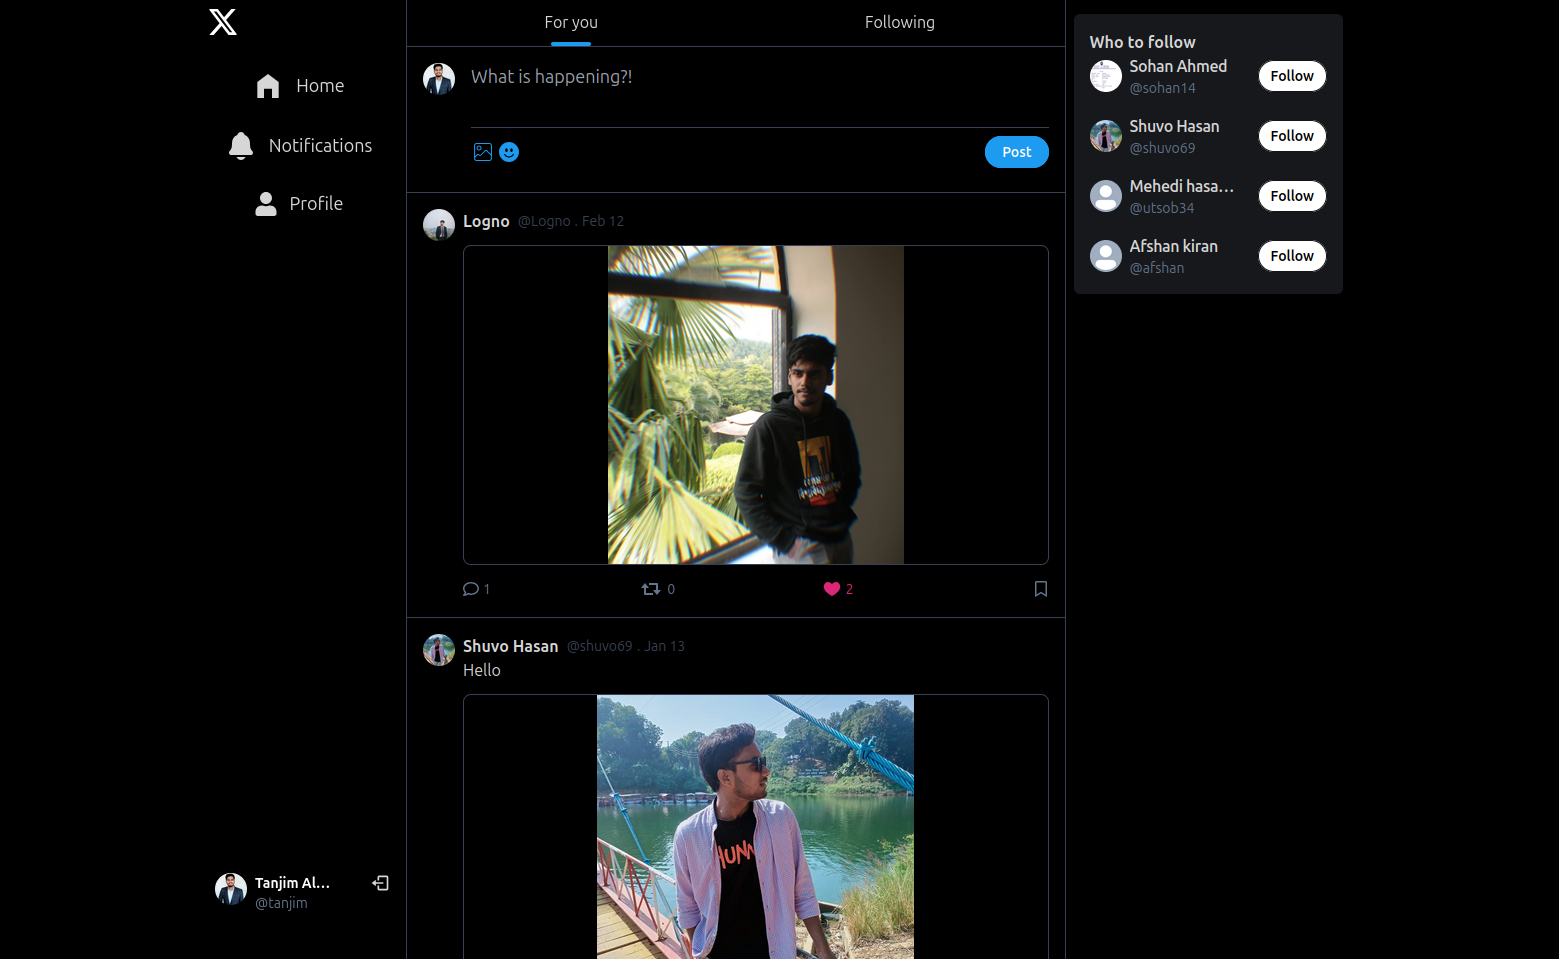 For you
Following
Home
Notifications
Profile
Tanjim Al...
@tanjim
What is happening?!
Post
Logno @Logno . Feb 12
1
0
2
Shuvo Hasan @shuvo69 . Jan 13
Hello
HUNN
Who to follow
Sohan Ahmed
@sohan14
Follow
Shuvo Hasan
@shuvo69
Follow
Mehedi hasa...
@utsob34
Follow
Afshan kiran
@afshan
Follow